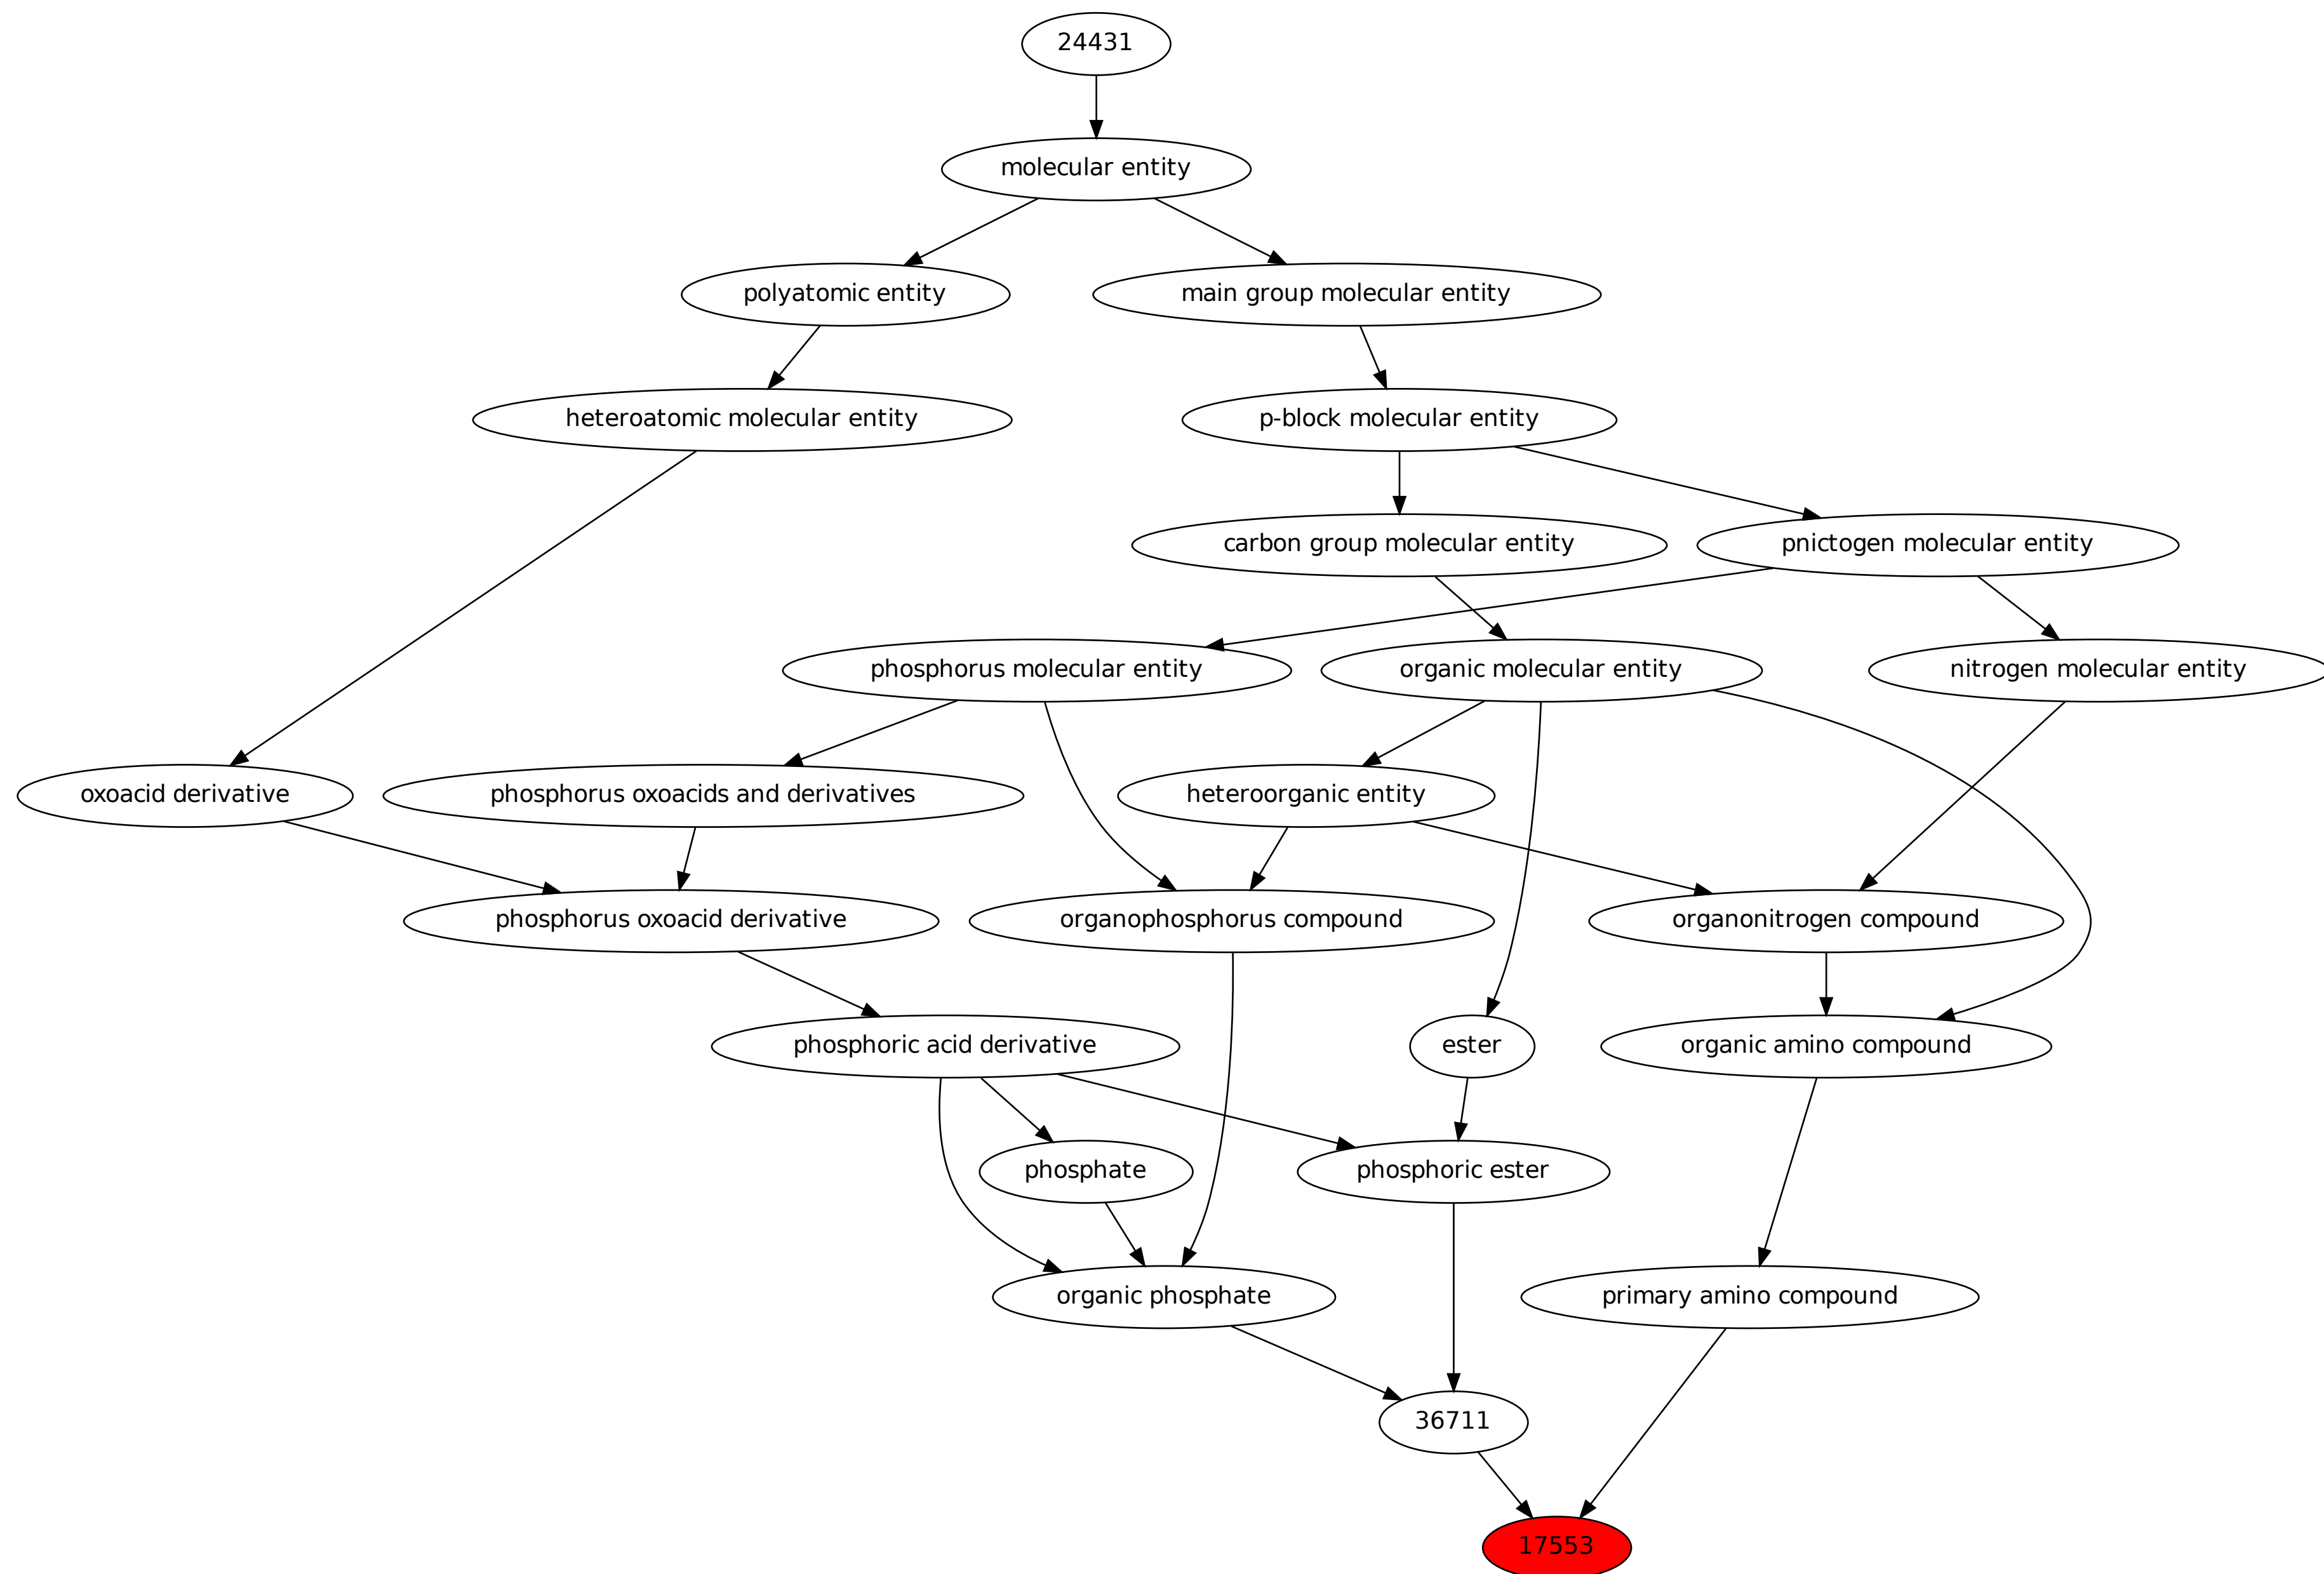 24431
molecular entity
polyatomic entity
main group molecular entity
heteroatomic molecular entity
p-block molecular entity
carbon group molecular entity
pnictogen molecular entity
phosphorus molecular entity
organic molecular entity
nitrogen molecular entity
oxoacid derivative
phosphorus oxoacids and derivatives
heteroorganic entity
phosphorus oxoacid derivative
organophosphorus compound
organonitrogen compound
phosphoric acid derivative
ester
organic amino compound
phosphate
phosphoric ester
organic phosphate
primary amino compound
36711
17553